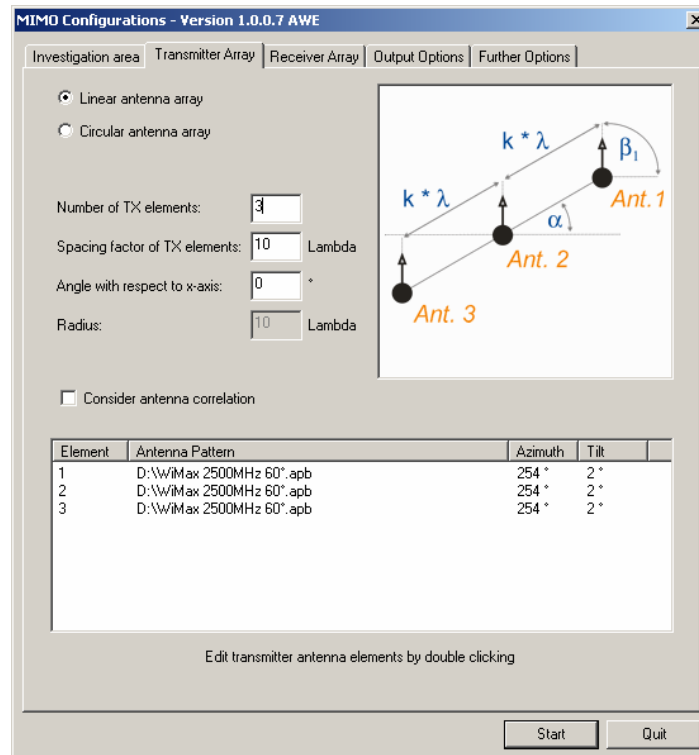 MIMO Configurations - Version 1.0.0.7 AWE
Investigation area Transmitter Array Receiver Array Output Options Further Options
Linear antenna array
Circular antenna array
Number of TX elements: 3
Spacing factor of TX elements: 10 Lambda
Angle with respect to x-axis: 0 °
Radius: 10 Lambda
k * λ
k * λ
β1
α
Ant. 1
Ant. 2
Ant. 3
Consider antenna correlation
Element Antenna Pattern Azimuth Tilt
1 D:\WiMax 2500MHz 60°.apb 254 ° 2 °
2 D:\WiMax 2500MHz 60°.apb 254 ° 2 °
3 D:\WiMax 2500MHz 60°.apb 254 ° 2 °
Edit transmitter antenna elements by double clicking
Start Quit